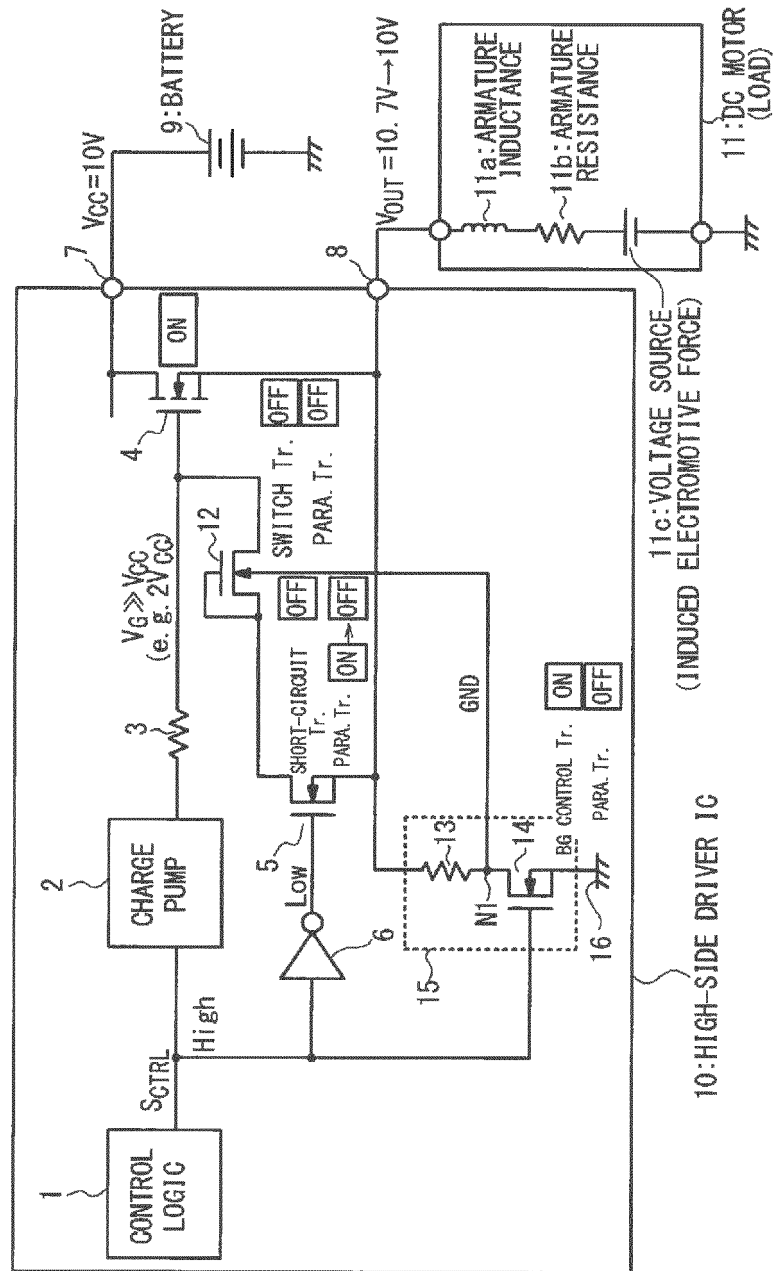 1
CONTROL
LOGIC
SCTRL
High
2
CHARGE
PUMP
3
VG≫VCC
(e.g. 2VCC)
4
ON
7
VCC=10V
9:BATTERY
12
SWITCH Tr.
OFF
PARA. Tr.
OFF
5
Low
6
SHORT-CIRCUIT
Tr.
OFF
PARA. Tr.
ON → OFF
8
VOUT=10. 7V→10V
11a:ARMATURE
INDUCTANCE
11b:ARMATURE
RESISTANCE
11:DC MOTOR
(LOAD)
11c:VOLTAGE SOURCE
(INDUCED ELECTROMOTIVE FORCE)
GND
13
N1
14
15
BG CONTROL Tr.
ON
PARA. Tr.
OFF
16
10:HIGH-SIDE DRIVER IC